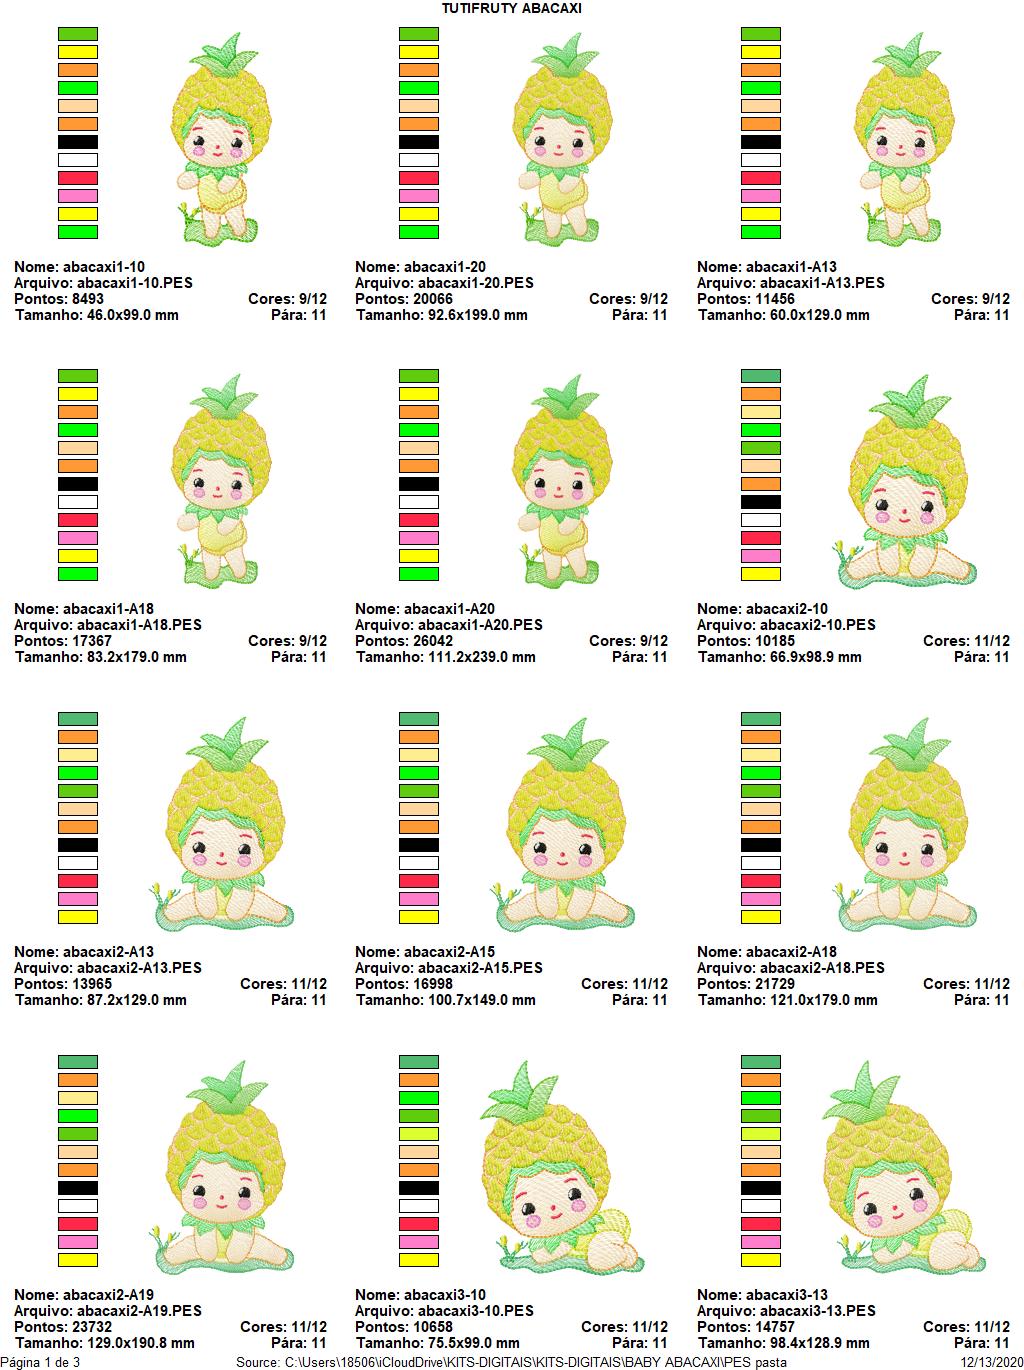 TUTIFRUTY ABACAXI
Nome: abacaxi1-10
Arquivo: abacaxi1-10.PES
Pontos: 8493 Cores: 9/12
Tamanho: 46.0x99.0 mm Pára: 11
Nome: abacaxi1-20
Arquivo: abacaxi1-20.PES
Pontos: 20066 Cores: 9/12
Tamanho: 92.6x199.0 mm Pára: 11
Nome: abacaxi1-A13
Arquivo: abacaxi1-A13.PES
Pontos: 11456 Cores: 9/12
Tamanho: 60.0x129.0 mm Pára: 11
Nome: abacaxi1-A18
Arquivo: abacaxi1-A18.PES
Pontos: 17367 Cores: 9/12
Tamanho: 83.2x179.0 mm Pára: 11
Nome: abacaxi1-A20
Arquivo: abacaxi1-A20.PES
Pontos: 26042 Cores: 9/12
Tamanho: 111.2x239.0 mm Pára: 11
Nome: abacaxi2-10
Arquivo: abacaxi2-10.PES
Pontos: 10185 Cores: 11/12
Tamanho: 66.9x98.9 mm Pára: 11
Nome: abacaxi2-A13
Arquivo: abacaxi2-A13.PES
Pontos: 13965 Cores: 11/12
Tamanho: 87.2x129.0 mm Pára: 11
Nome: abacaxi2-A15
Arquivo: abacaxi2-A15.PES
Pontos: 16998 Cores: 11/12
Tamanho: 100.7x149.0 mm Pára: 11
Nome: abacaxi2-A18
Arquivo: abacaxi2-A18.PES
Pontos: 21729 Cores: 11/12
Tamanho: 121.0x179.0 mm Pára: 11
Nome: abacaxi2-A19
Arquivo: abacaxi2-A19.PES
Pontos: 23732 Cores: 11/12
Tamanho: 129.0x190.8 mm Pára: 11
Nome: abacaxi3-10
Arquivo: abacaxi3-10.PES
Pontos: 10658 Cores: 11/12
Tamanho: 75.5x99.0 mm Pára: 11
Nome: abacaxi3-13
Arquivo: abacaxi3-13.PES
Pontos: 14757 Cores: 11/12
Tamanho: 98.4x128.9 mm Pára: 11
Página 1 de 3 Source: C:\Users\18506\iCloudDrive\KITS-DIGITAIS\KITS-DIGITAIS\BABY ABACAXI\PES pasta 12/13/2020